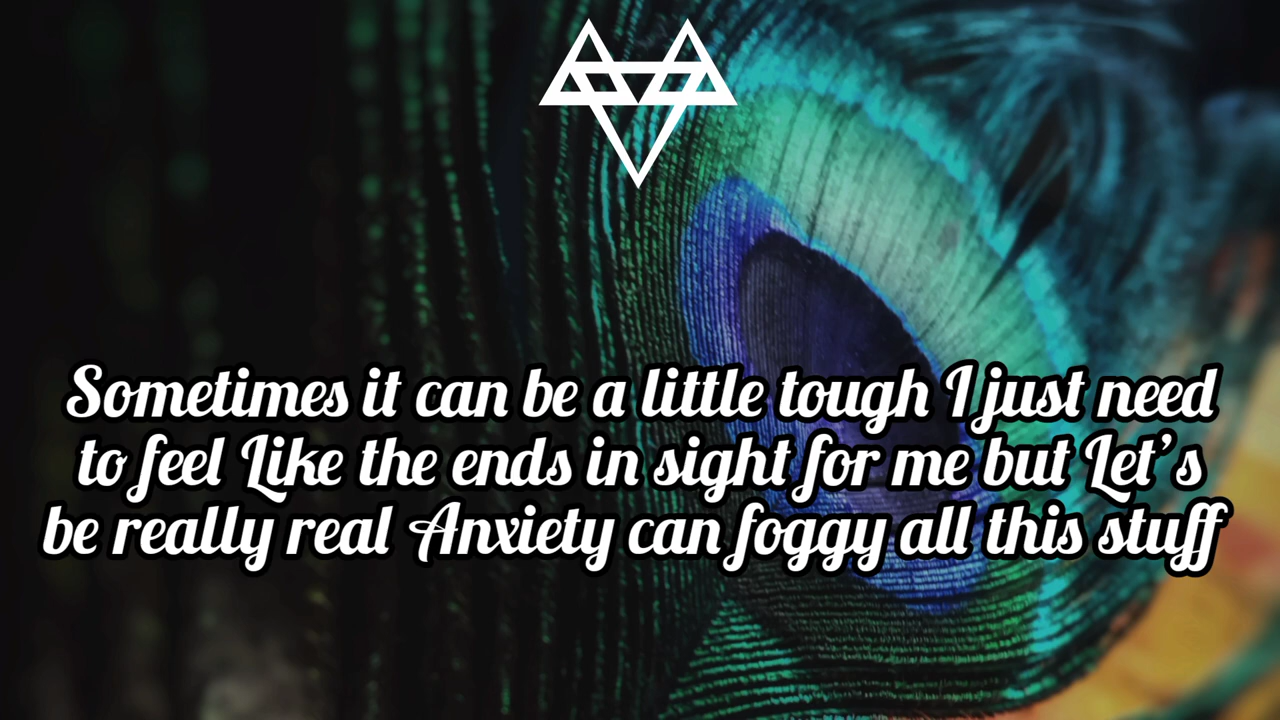 Sometimes it can be a little tough I just need
to feel Like the ends in sight for me but Let's
be really real Anxiety can foggy all this stuff